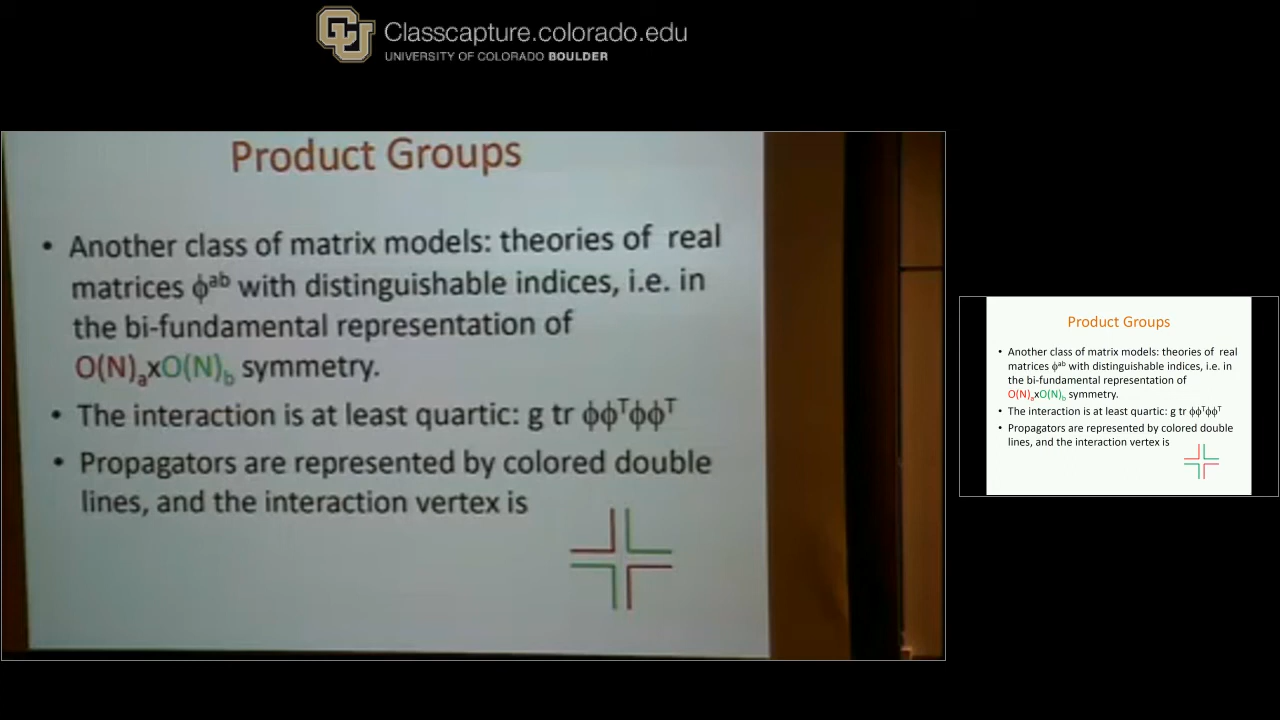 Classcapture.colorado.edu
UNIVERSITY OF COLORADO BOULDER
Product Groups
• Another class of matrix models: theories of real
matrices ϕᵃᵇ with distinguishable indices, i.e. in
the bi-fundamental representation of
O(N)ₐxO(N)_b symmetry.
• The interaction is at least quartic: g tr ϕϕᵀϕϕᵀ
• Propagators are represented by colored double
lines, and the interaction vertex is
Product Groups
• Another class of matrix models: theories of real
matrices ϕᵃᵇ with distinguishable indices, i.e. in
the bi-fundamental representation of
O(N)ₐxO(N)_b symmetry.
• The interaction is at least quartic: g tr ϕϕᵀϕϕᵀ
• Propagators are represented by colored double
lines, and the interaction vertex is